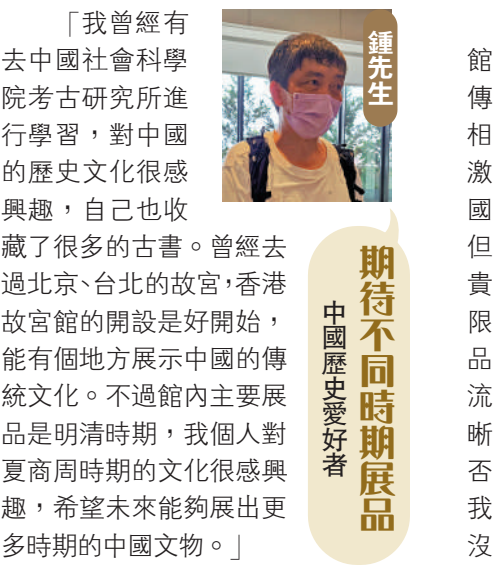 「我曾經有
去中國社會科學
院考古研究所進
行學習，對中國
的歷史文化很感
興趣，自己也收
藏了很多的古書。曾經去
過北京、台北的故宮，香港
故宮館的開設是好開始，
能有個地方展示中國的傳
統文化。不過館內主要展
品是明清時期，我個人對
夏商周時期的文化很感興
趣，希望未來能夠展出更
多時期的中國文物。」
鍾先生
期待不同時期展品
中國歷史愛好者
館
傳
相
激
國
但
貴
限
品
流
晰
否
我
沒